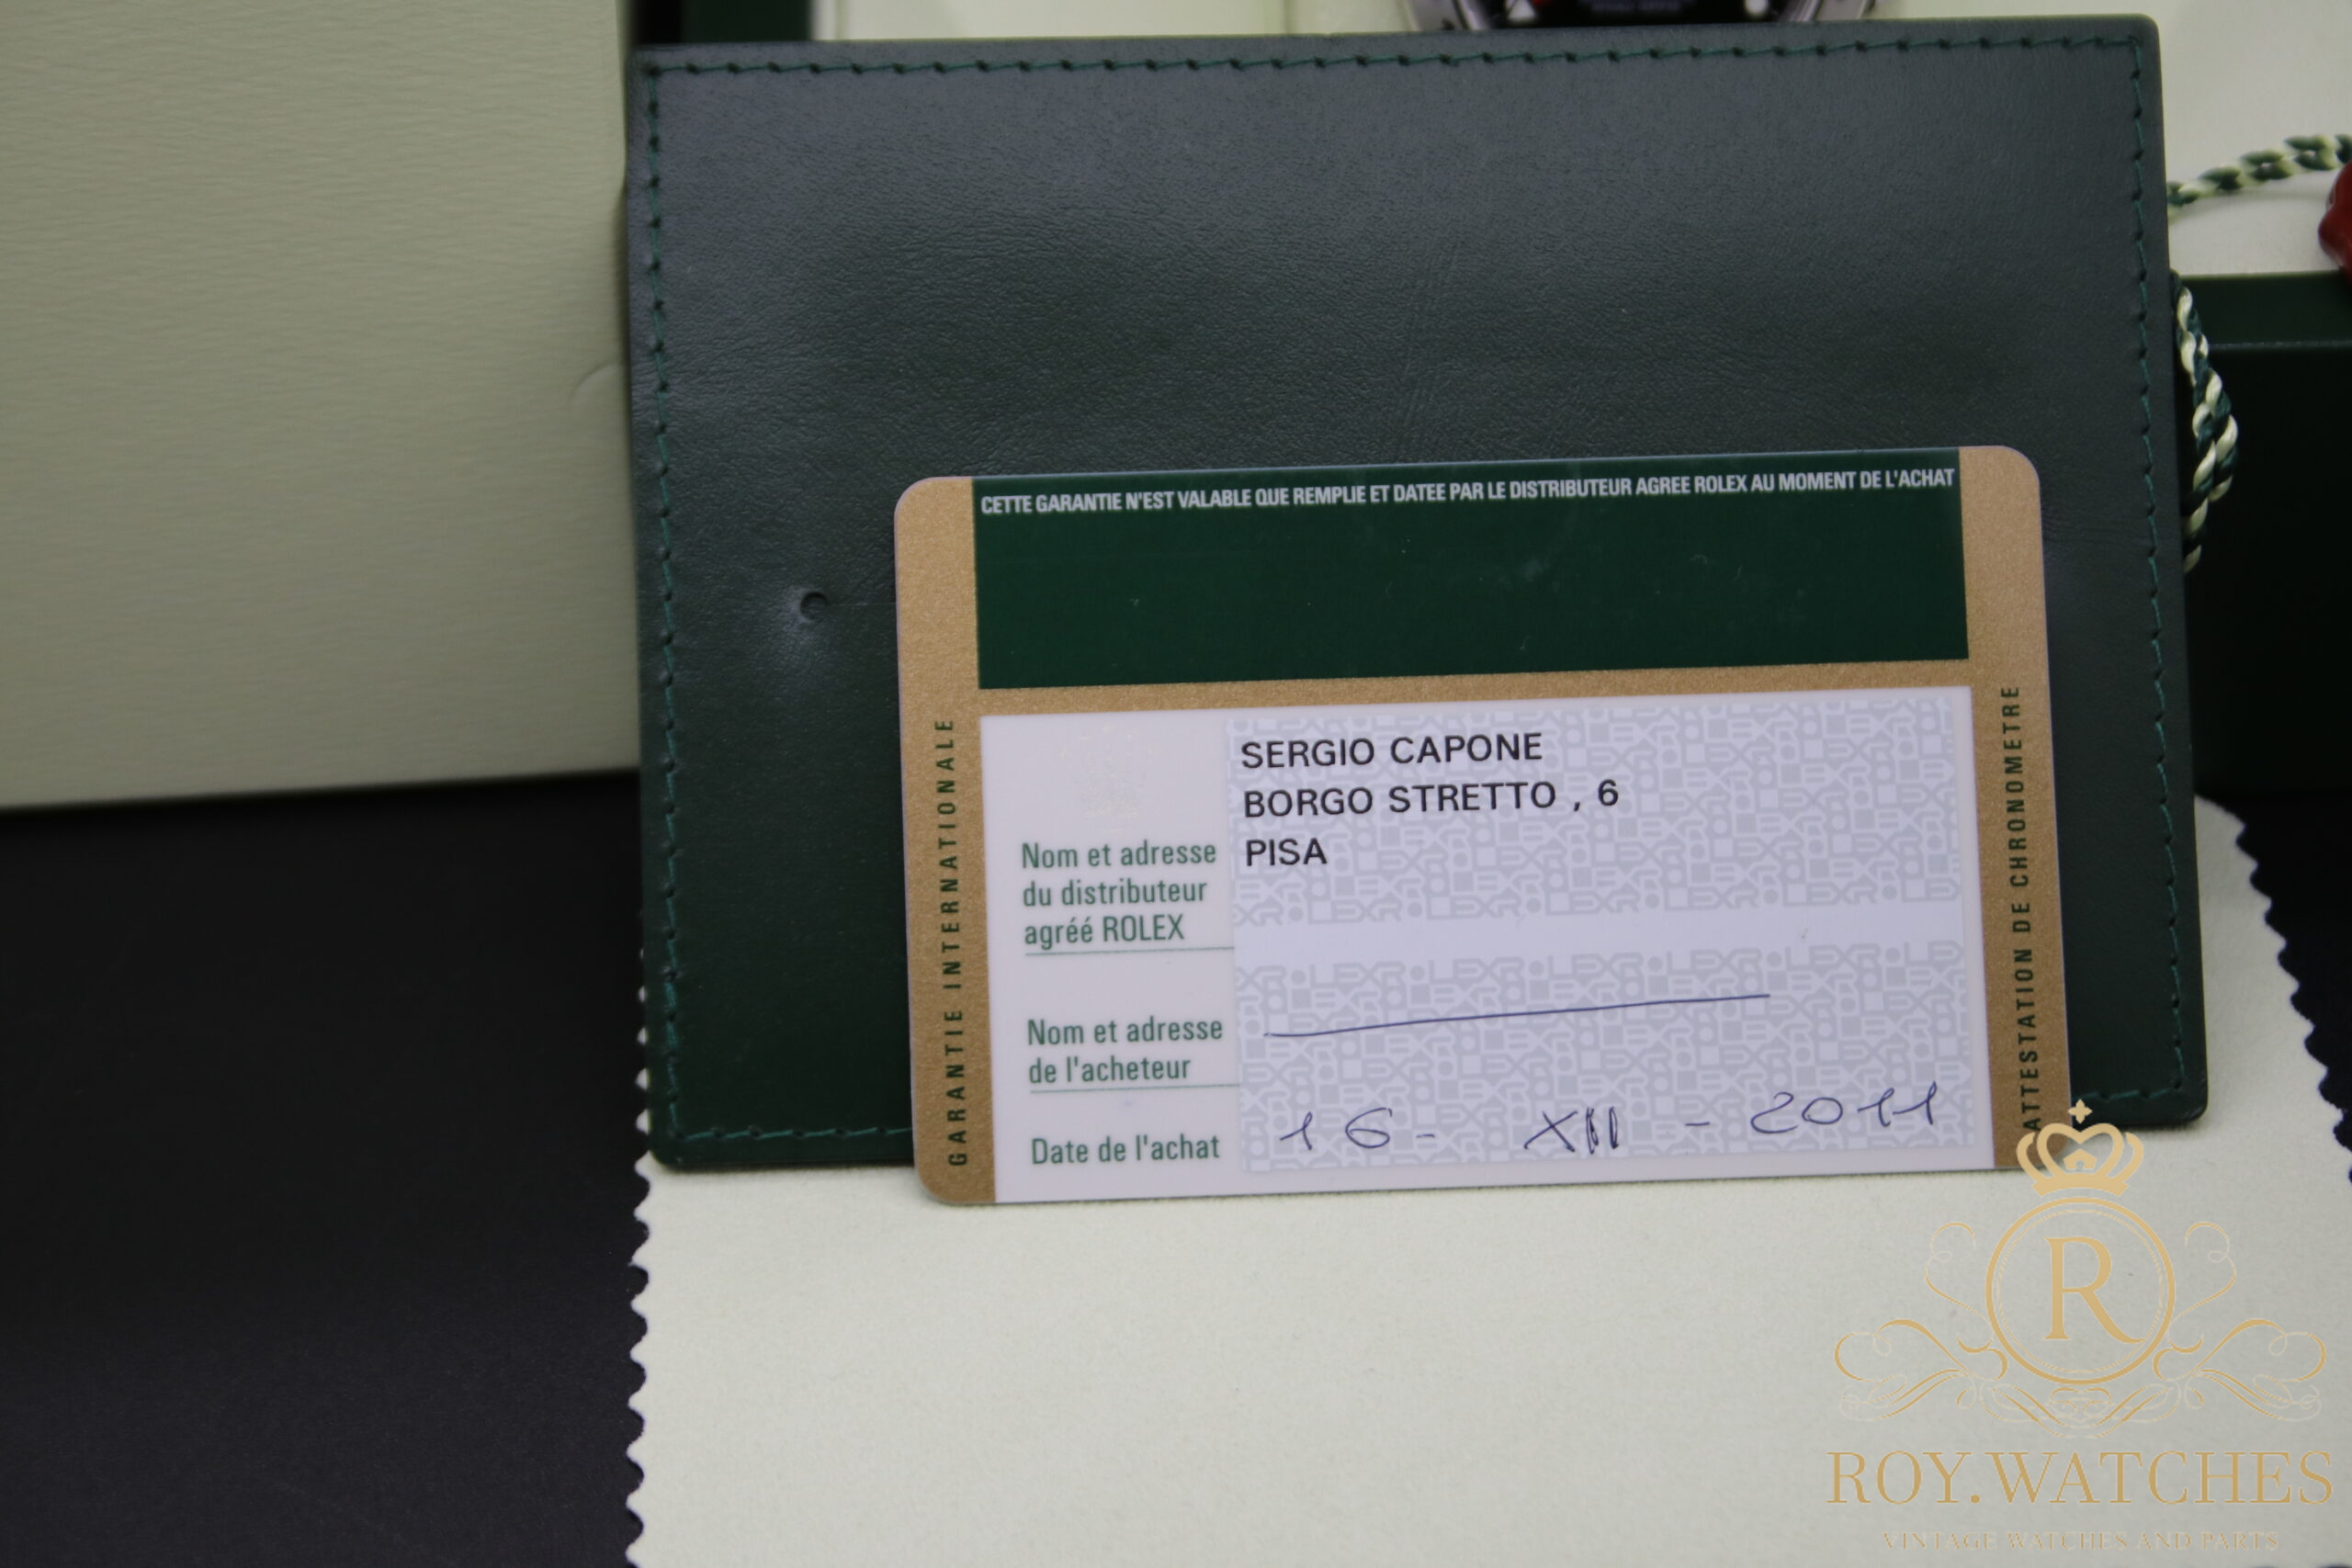 CETTE GARANTIE N'EST VALABLE QUE REMPLIE ET DATEE PAR LE DISTRIBUTEUR AGREE ROLEX AU MOMENT DE L'ACHAT
GARANTIE INTERNATIONALE
SERGIO CAPONE
BORGO STRETTO , 6
PISA
Nom et adresse
du distributeur
agréé ROLEX
Nom et adresse
de l'acheteur
Date de l'achat
16 - XII - 2011
ATTESTATION DE CHRONOMETRE
R
ROY.WATCHES
VINTAGE WATCHES AND PARTS